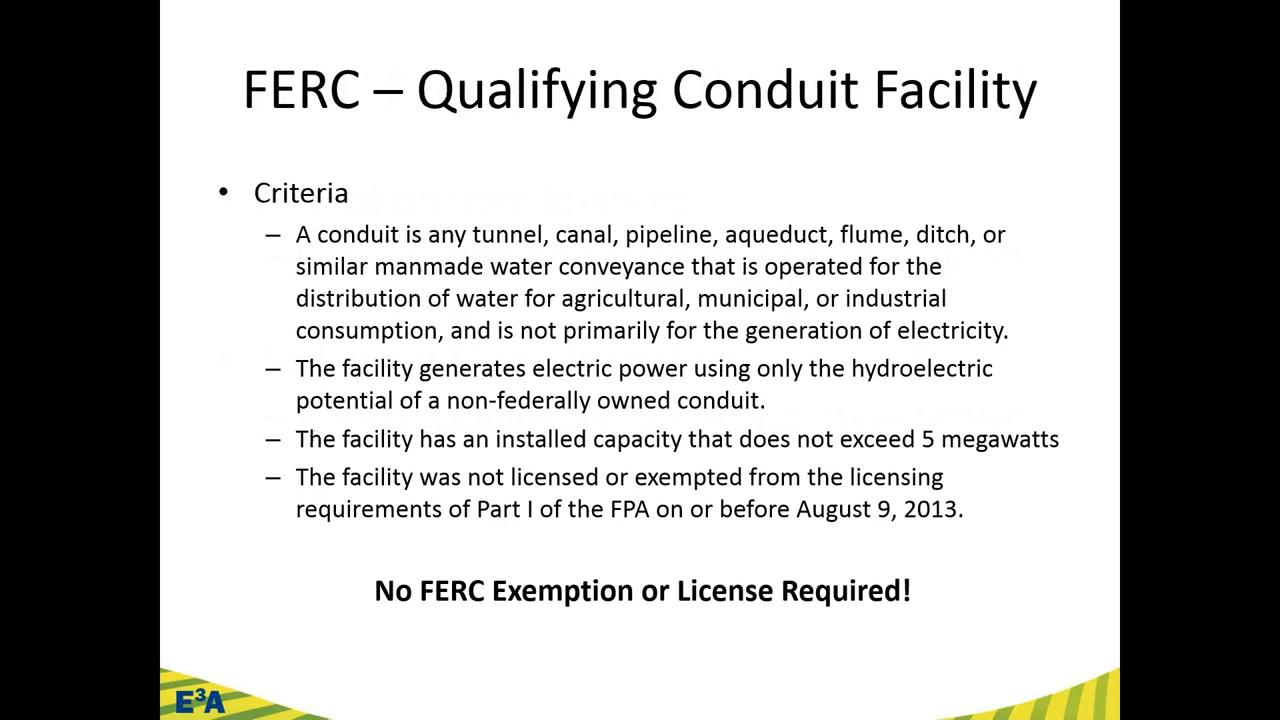 FERC – Qualifying Conduit Facility
• Criteria
– A conduit is any tunnel, canal, pipeline, aqueduct, flume, ditch, or
similar manmade water conveyance that is operated for the
distribution of water for agricultural, municipal, or industrial
consumption, and is not primarily for the generation of electricity.
– The facility generates electric power using only the hydroelectric
potential of a non-federally owned conduit.
– The facility has an installed capacity that does not exceed 5 megawatts
– The facility was not licensed or exempted from the licensing
requirements of Part I of the FPA on or before August 9, 2013.
No FERC Exemption or License Required!
E³A